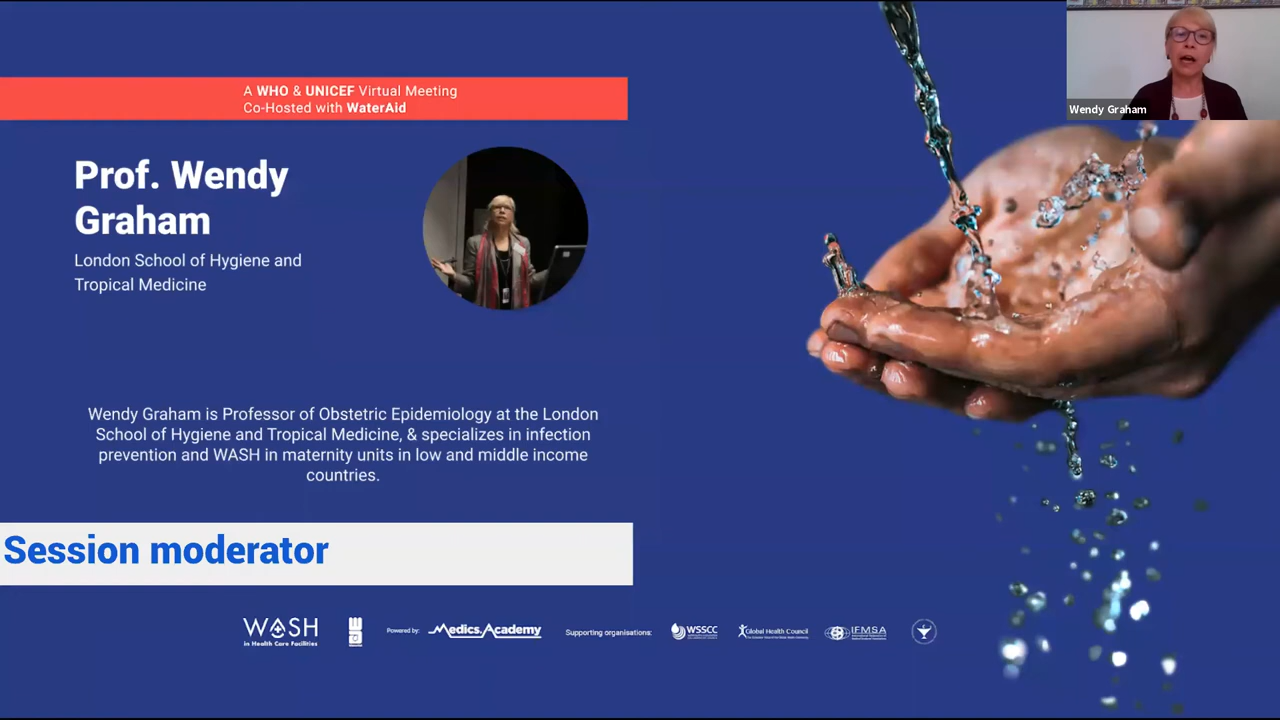 Wendy Graham
A WHO & UNICEF Virtual Meeting
Co-Hosted with WaterAid
Prof. Wendy
Graham
London School of Hygiene and
Tropical Medicine
Wendy Graham is Professor of Obstetric Epidemiology at the London
School of Hygiene and Tropical Medicine, & specializes in infection
prevention and WASH in maternity units in low and middle income
countries.
Session moderator
WASH
in Health Care Facilities
Powered by:
Medics.Academy
Supporting organisations:
WSSCC
Global Health Council
IFMSA